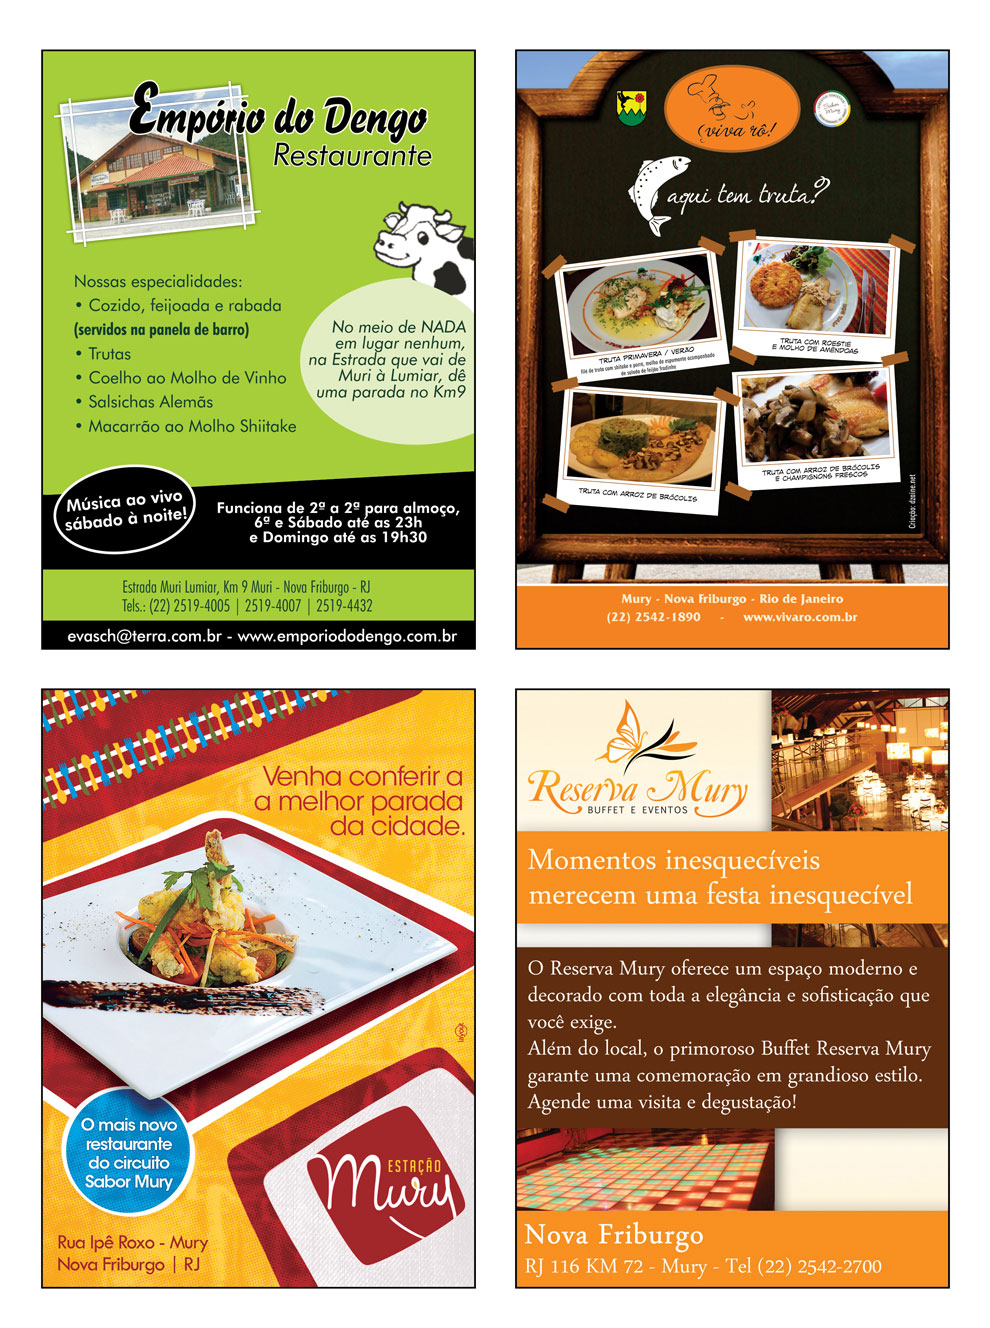 Empório do Dengo
Restaurante
Nossas especialidades:
• Cozido, feijoada e rabada
(servidos na panela de barro)
• Trutas
• Coelho ao Molho de Vinho
• Salsichas Alemãs
• Macarrão ao Molho Shiitake
No meio de NADA
em lugar nenhum,
na Estrada que vai de
Muri à Lumiar, dê
uma parada no Km9
Música ao vivo
sábado à noite!
Funciona de 2ª a 2ª para almoço,
6ª e Sábado até as 23h
e Domingo até as 19h30
Estrada Muri Lumiar, Km 9 Muri - Nova Friburgo - RJ
Tels.: (22) 2519-4005 | 2519-4007 | 2519-4432
evasch@terra.com.br - www.emporiododengo.com.br
viva rô!
Sabor
Mury
aqui tem truta?
TRUTA PRIMAVERA / VERÃO
filé de truta com shitake e porro, molho de espumante acompanhado
de salada de feijão fradinho
TRUTA COM ROESTIE
E MOLHO DE AMÊNDOAS
TRUTA COM ARROZ DE BRÓCOLIS
TRUTA COM ARROZ DE BRÓCOLIS
E CHAMPIGNONS FRESCOS
Criação: dzaine.net
Mury - Nova Friburgo - Rio de Janeiro
(22) 2542-1890 - www.vivaro.com.br
Venha conferir a
a melhor parada
da cidade.
O mais novo
restaurante
do circuito
Sabor Mury
ESTAÇÃO
Mury
Rua Ipê Roxo - Mury
Nova Friburgo | RJ
Reserva Mury
BUFFET E EVENTOS
Momentos inesquecíveis
merecem uma festa inesquecível
O Reserva Mury oferece um espaço moderno e
decorado com toda a elegância e sofisticação que
você exige.
Além do local, o primoroso Buffet Reserva Mury
garante uma comemoração em grandioso estilo.
Agende uma visita e degustação!
Nova Friburgo
RJ 116 KM 72 - Mury - Tel (22) 2542-2700